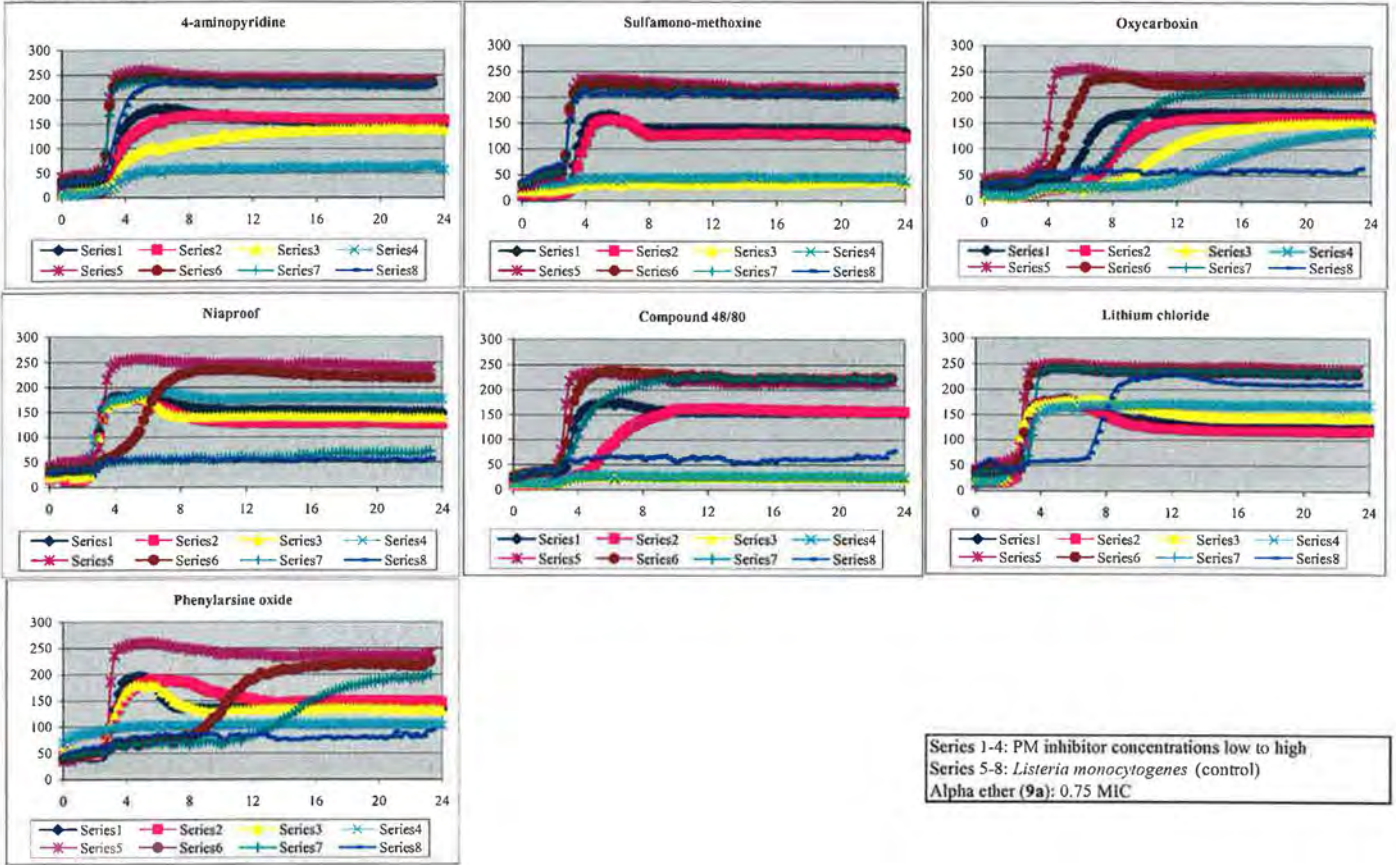 4-aminopyridine
300
250
200
150
100
50
0
0 4 8 12 16 20 24
Series1 Series2 Series3 Series4
Series5 Series6 Series7 Series8
Sulfamono-methoxine
300
250
200
150
100
50
0
0 4 8 12 16 20 24
Series1 Series2 Series3 Series4
Series5 Series6 Series7 Series8
Oxycarboxin
300
250
200
150
100
50
0
0 4 8 12 16 20 24
Series1 Series2 Series3 Series4
Series5 Series6 Series7 Series8
Niaproof
300
250
200
150
100
50
0
0 4 8 12 16 20 24
Series1 Series2 Series3 Series4
Series5 Series6 Series7 Series8
Compound 48/80
300
250
200
150
100
50
0
0 4 8 12 16 20 24
Series1 Series2 Series3 Series4
Series5 Series6 Series7 Series8
Lithium chloride
300
250
200
150
100
50
0
0 4 8 12 16 20 24
Series1 Series2 Series3 Series4
Series5 Series6 Series7 Series8
Phenylarsine oxide
300
250
200
150
100
50
0
0 4 8 12 16 20 24
Series1 Series2 Series3 Series4
Series5 Series6 Series7 Series8
Series 1-4: PM inhibitor concentrations low to high
Series 5-8: Listeria monocytogenes (control)
Alpha ether (9a): 0.75 MIC